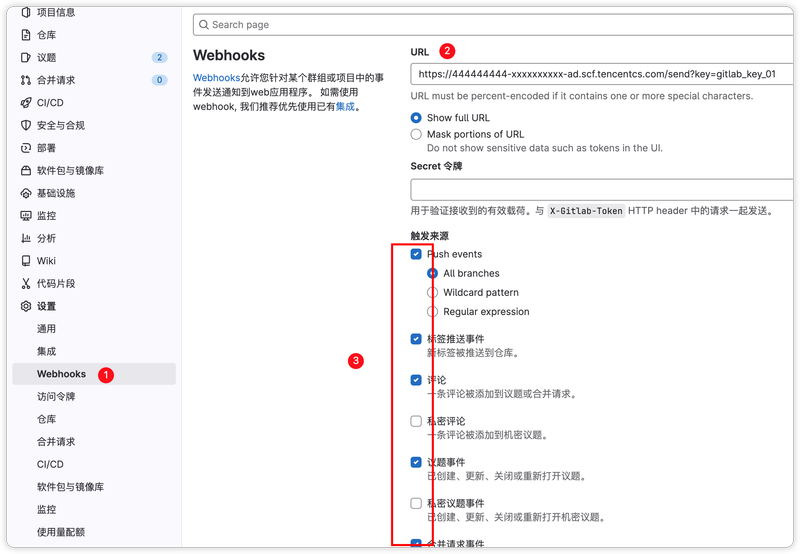 项目信息
仓库
议题 2
合并请求 0
CI/CD
安全与合规
部署
软件包与镜像库
基础设施
监控
分析
Wiki
代码片段
设置
通用
集成
Webhooks 1
访问令牌
仓库
合并请求
CI/CD
软件包与镜像库
监控
使用量配额
Search page
Webhooks
Webhooks允许您针对某个群组或项目中的事
件发送通知到web应用程序。 如需使用
webhook, 我们推荐优先使用已有集成。
URL 2
https://444444444-xxxxxxxxxx-ad.scf.tencentcs.com/send?key=gitlab_key_01
URL must be percent-encoded if it contains one or more special characters.
Show full URL
Mask portions of URL
Do not show sensitive data such as tokens in the UI.
Secret 令牌
用于验证接收到的有效载荷。与 X-Gitlab-Token HTTP header 中的请求一起发送。
触发来源
Push events
All branches
Wildcard pattern
Regular expression
3
标签推送事件
新标签被推送到仓库。
评论
一条评论被添加到议题或合并请求。
私密评论
一条评论被添加到机密议题。
议题事件
已创建、更新、关闭或重新打开议题。
私密议题事件
已创建、更新、关闭或重新打开机密议题。
合并请求事件